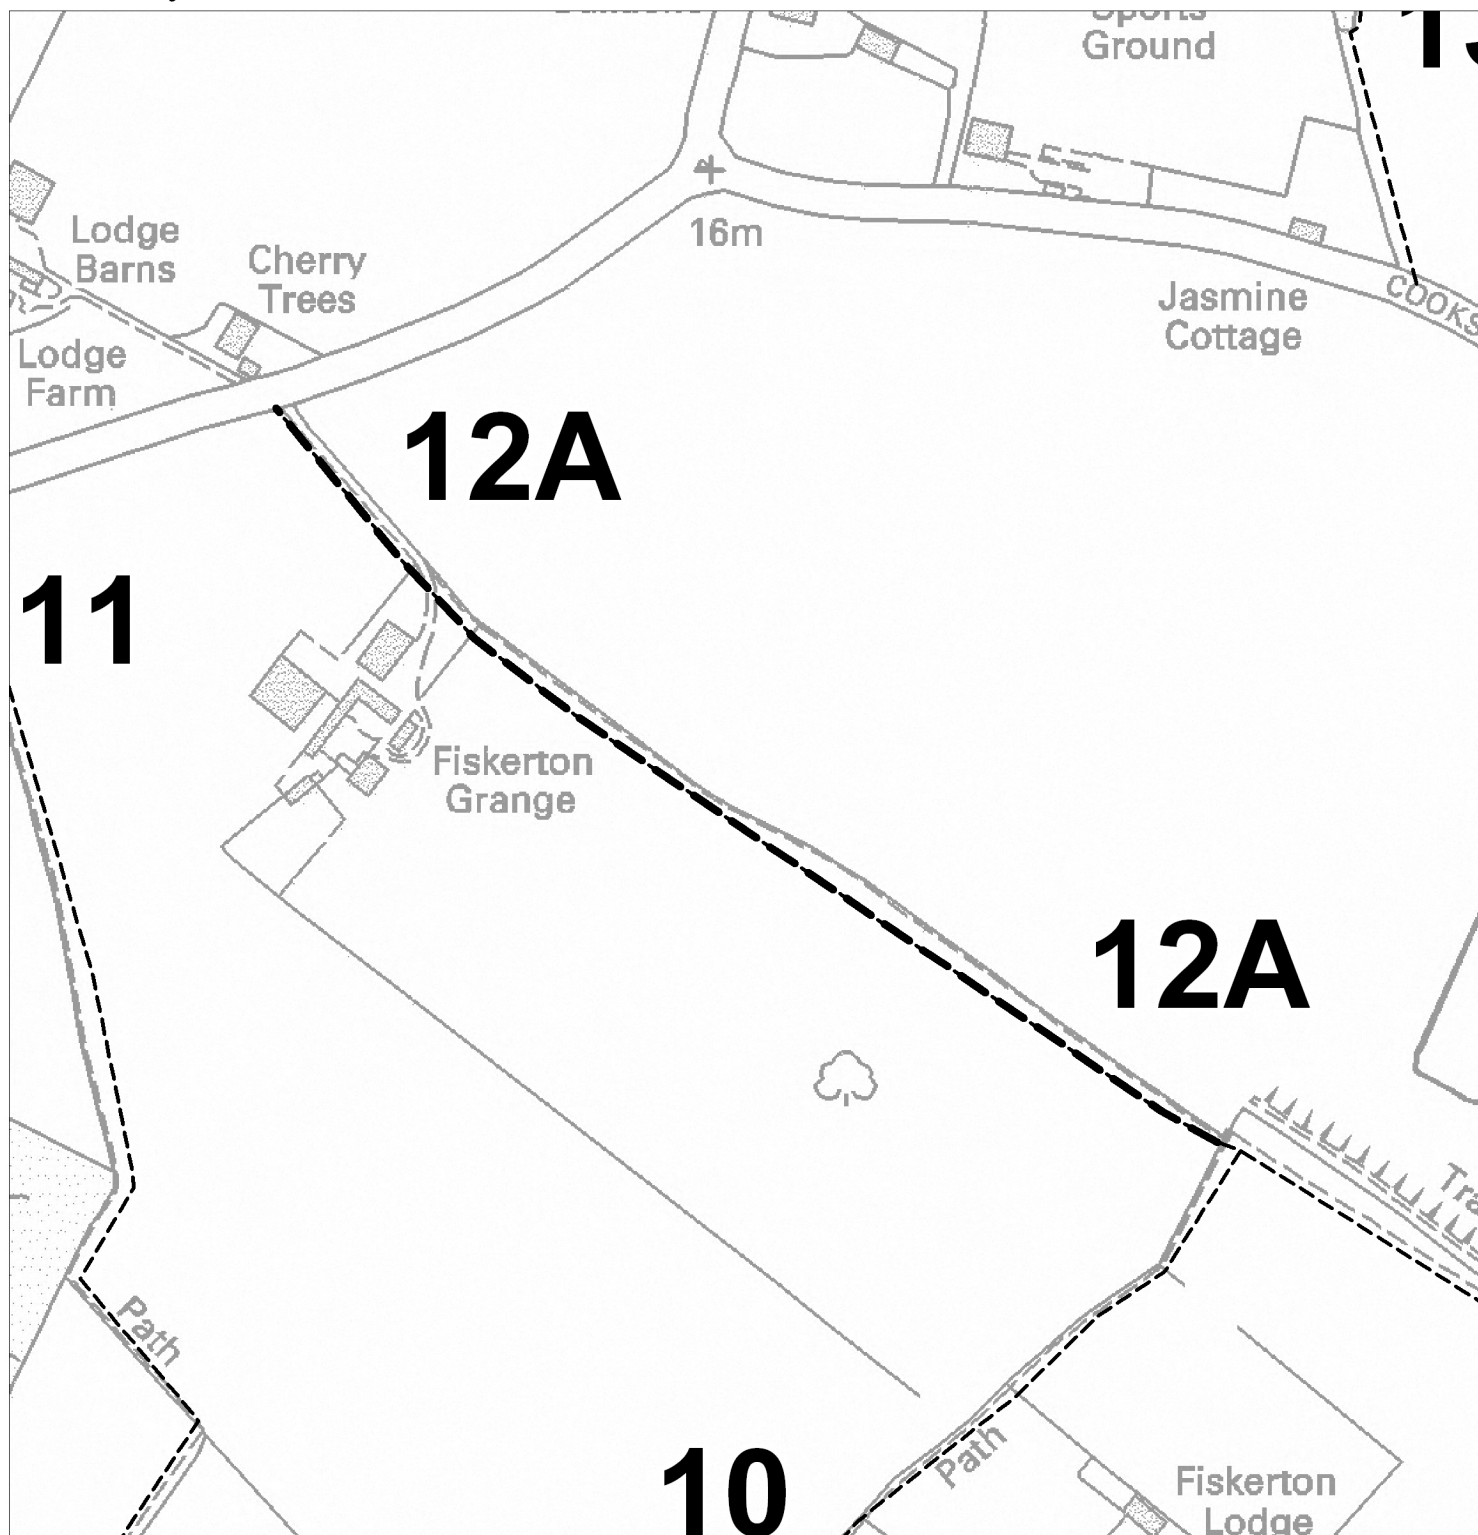 Sports
Ground
16m
Lodge
Barns
Cherry
Trees
Jasmine
Cottage
COOKS
Lodge
Farm
12A
11
Fiskerton
Grange
12A
Path
10
Path
Fiskerton
Lodge